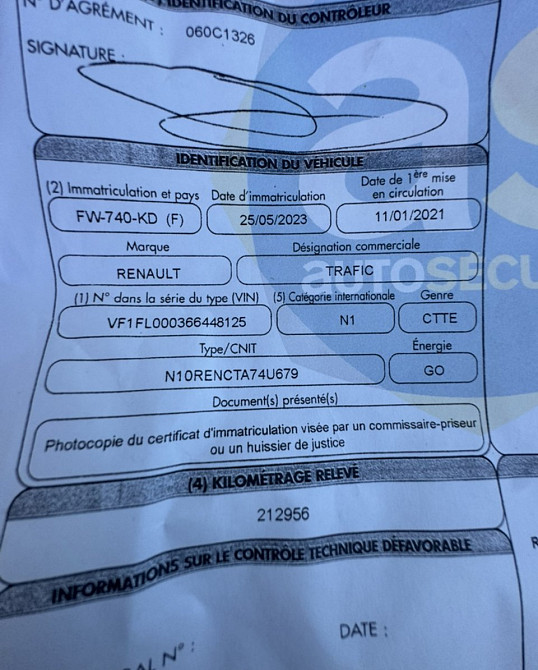 N° D'AGRÉMENT : 060C1326
IDENTIFICATION DU CONTRÔLEUR
SIGNATURE :
IDENTIFICATION DU VÉHICULE
(2) Immatriculation et pays
Date d'immatriculation
Date de 1ère mise
en circulation
FW-740-KD (F)
25/05/2023
11/01/2021
Marque
Désignation commerciale
RENAULT
TRAFIC
(1) N° dans la série du type (VIN)
(5) Catégorie internationale
Genre
VF1FL000366448125
N1
CTTE
Type/CNIT
Énergie
N10RENCTA74U679
GO
Document(s) présenté(s)
Photocopie du certificat d'immatriculation visée par un commissaire-priseur
ou un huissier de justice
(4) KILOMÉTRAGE RELEVÉ
212956
INFORMATIONS SUR LE CONTRÔLE TECHNIQUE DÉFAVORABLE
N° :
DATE :
as
AUTOSECU